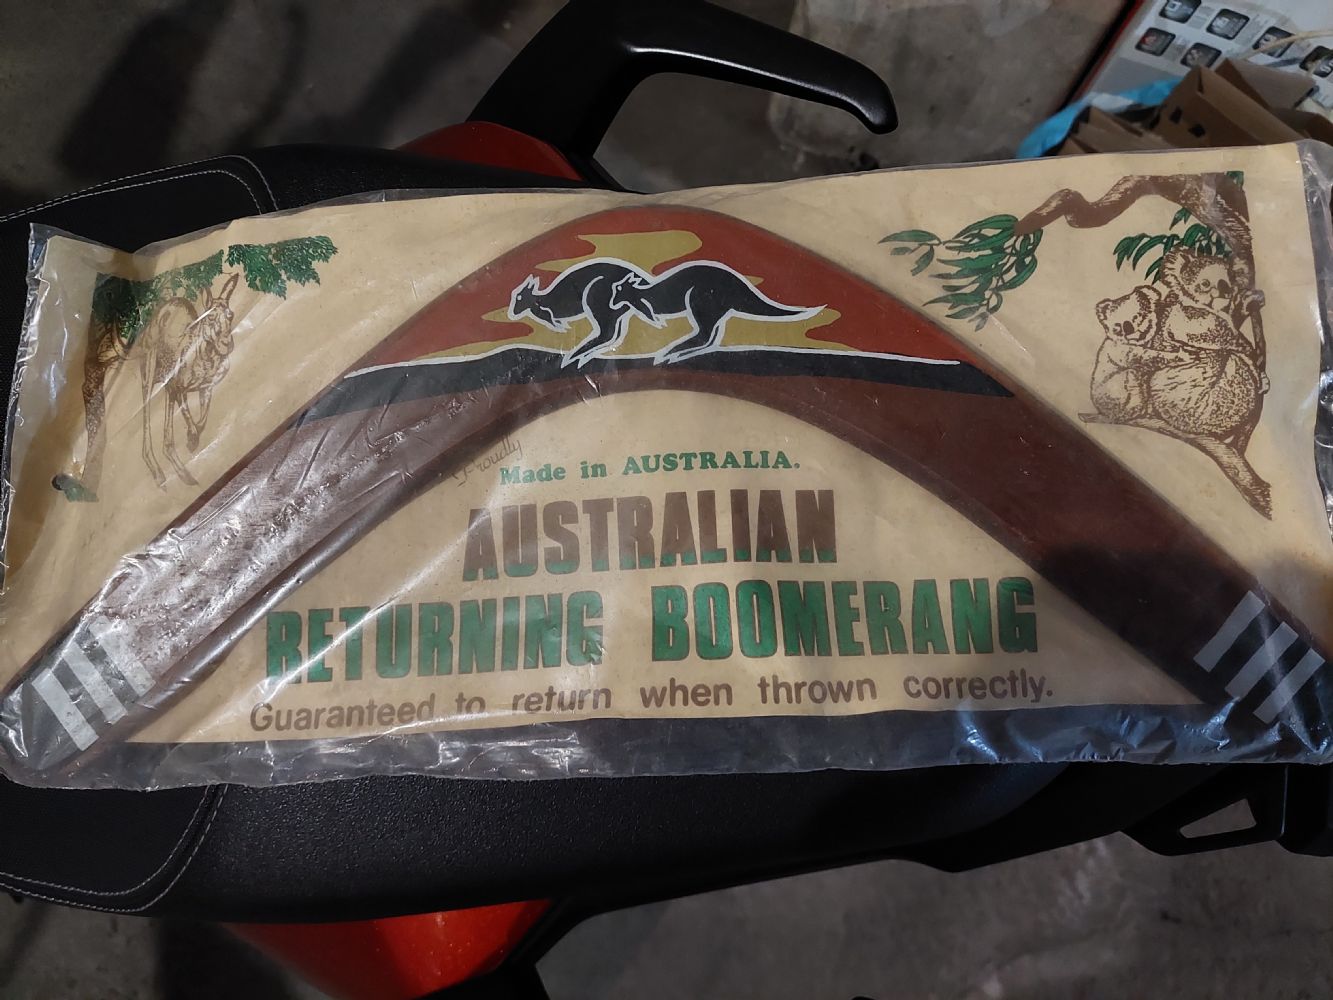 Proudly
Made in AUSTRALIA.
AUSTRALIAN
RETURNING BOOMERANG
Guaranteed to return when thrown correctly.